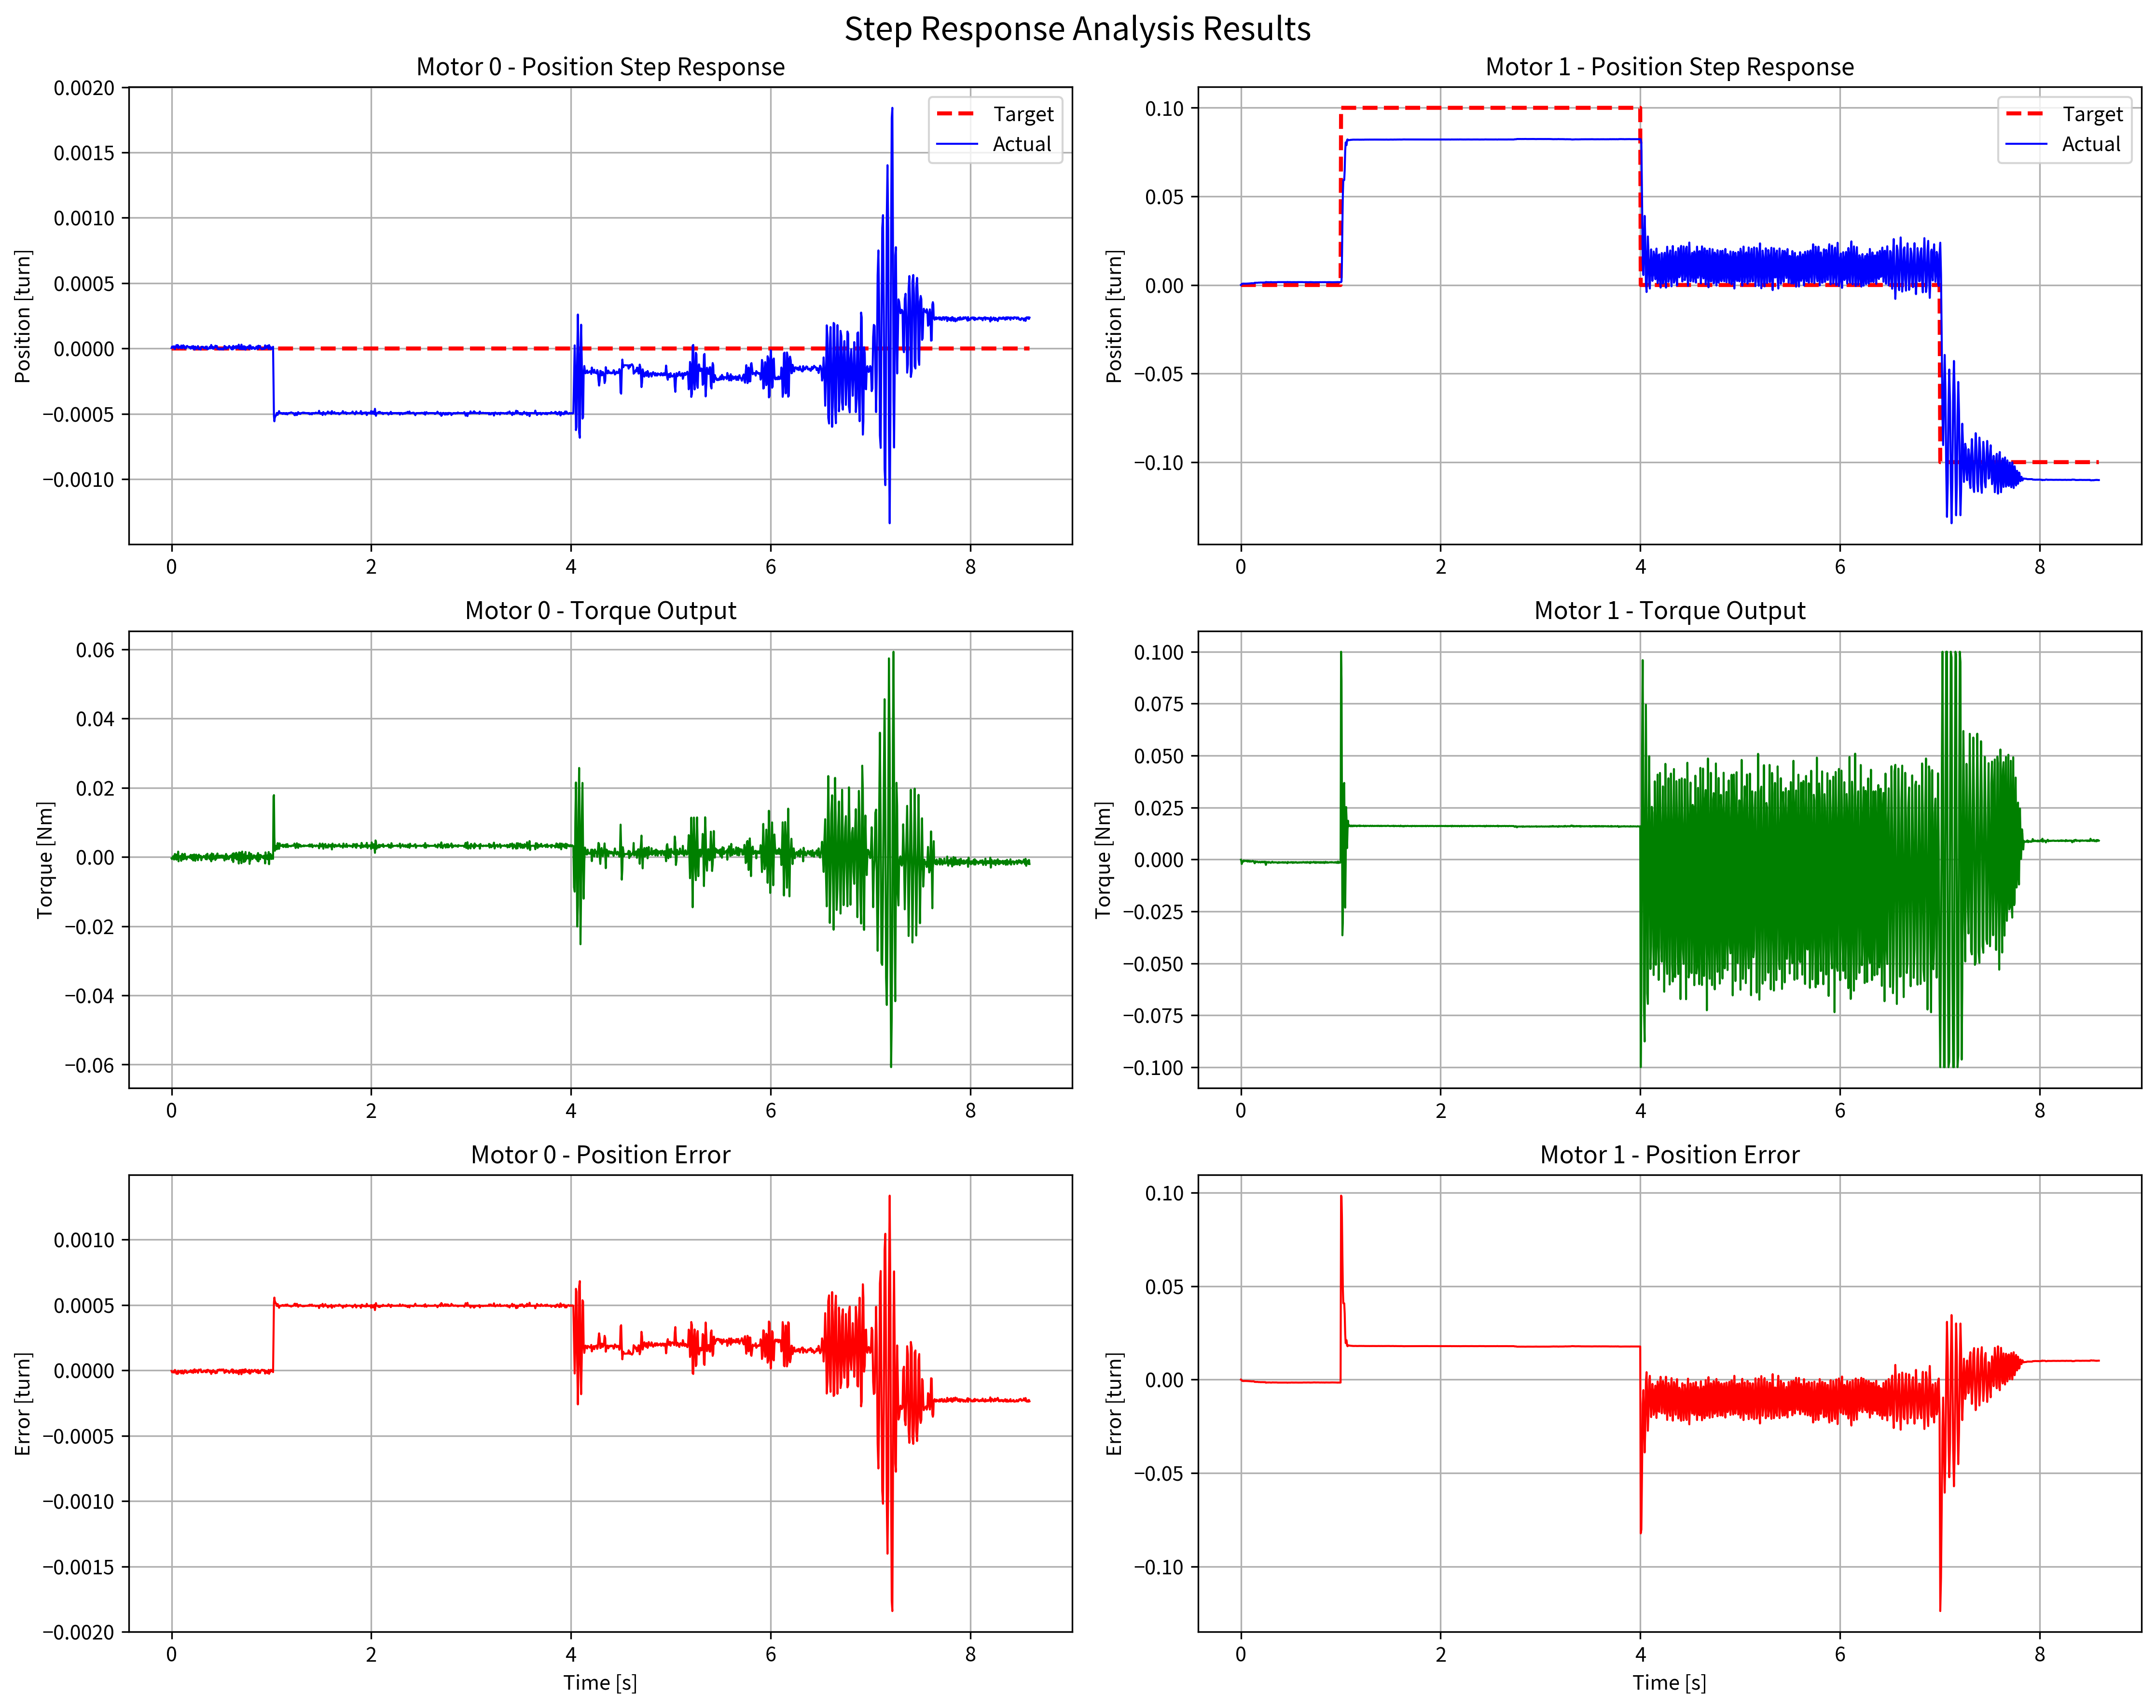 Step Response Analysis Results
Motor 0 - Position Step Response
Position [turn]
0.0020
0.0015
0.0010
0.0005
0.0000
−0.0005
−0.0010
0 2 4 6 8
Target
Actual
Motor 1 - Position Step Response
Position [turn]
0.10
0.05
0.00
−0.05
−0.10
0 2 4 6 8
Target
Actual
Motor 0 - Torque Output
Torque [Nm]
0.06
0.04
0.02
0.00
−0.02
−0.04
−0.06
0 2 4 6 8
Motor 1 - Torque Output
Torque [Nm]
0.100
0.075
0.050
0.025
0.000
−0.025
−0.050
−0.075
−0.100
0 2 4 6 8
Motor 0 - Position Error
Error [turn]
0.0010
0.0005
0.0000
−0.0005
−0.0010
−0.0015
−0.0020
0 2 4 6 8
Time [s]
Motor 1 - Position Error
Error [turn]
0.10
0.05
0.00
−0.05
−0.10
0 2 4 6 8
Time [s]